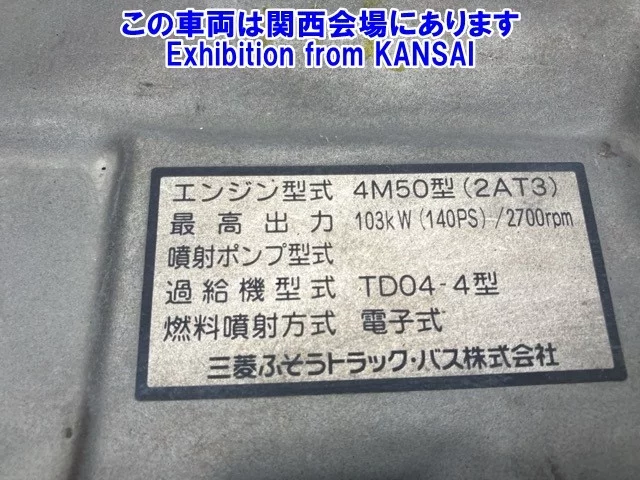 この車両は関西会場にあります
Exhibition from KANSAI
エンジン型式 4M50型(2AT3)
最高出力 103kW(140PS)/2700rpm
噴射ポンプ型式
過給機型式 TD04-4型
燃料噴射方式 電子式
三菱ふそうトラック・バス株式会社